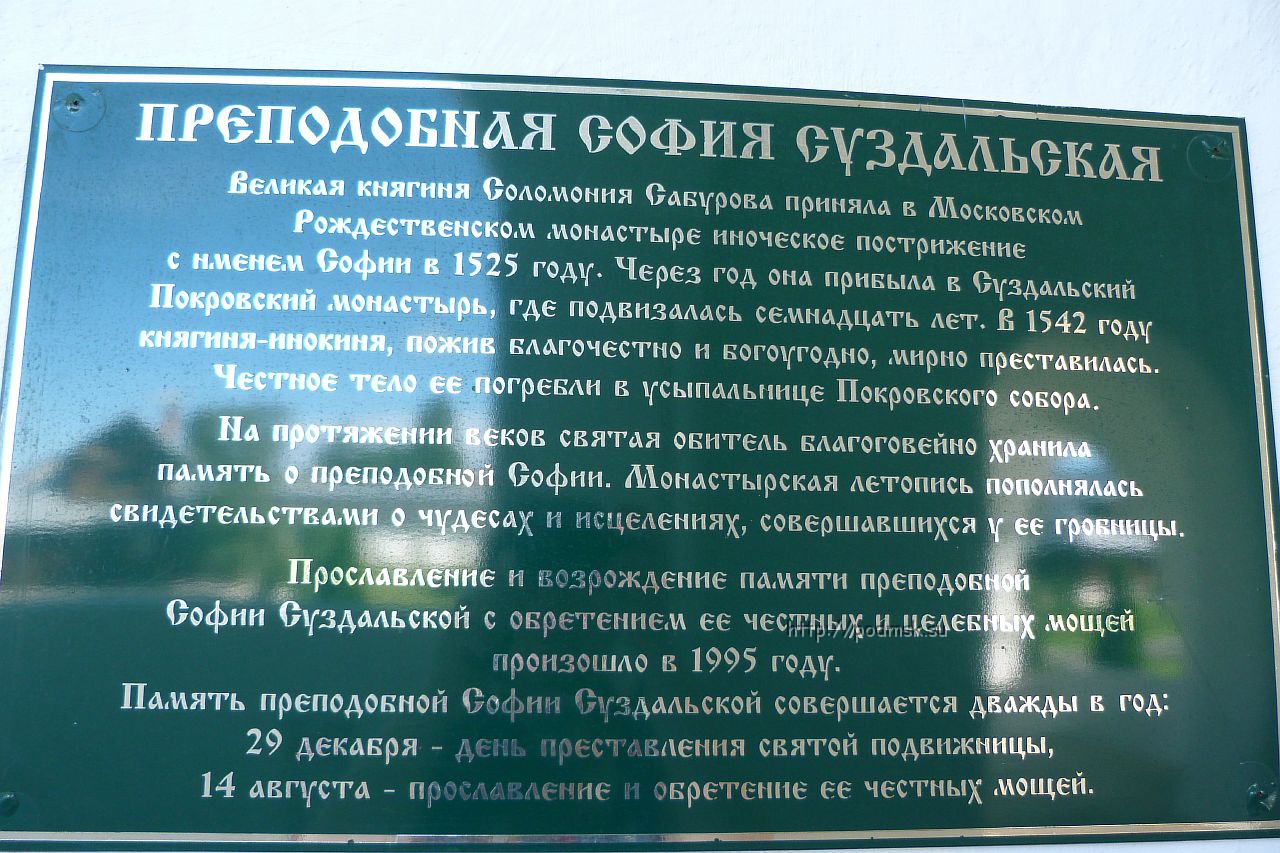 ПРЕПОДОБНАЯ СОФИЯ СУЗДАЛЬСКАЯ
Великая княгиня Соломония Сабурова приняла в Московском
Рождественском монастыре иноческое пострижение
с именем Софии в 1525 году. Через год она прибыла в Суздальский
Покровский монастырь, где подвизалась семнадцать лет. В 1542 году
княгиня-инокиня, пожив благочестно и богоугодно, мирно преставилась.
Честное тело ее погребли в усыпальнице Покровского собора.
На протяжении веков святая обитель благоговейно хранила
память о преподобной Софии. Монастырская летопись пополнялась
свидетельствами о чудесах и исцелениях, совершавшихся у ее гробницы.
Прославление и возрождение памяти преподобной
Софии Суздальской с обретением ее честных и целебных мощей
http://podmsk.su
произошло в 1995 году.
Память преподобной Софии Суздальской совершается дважды в год:
29 декабря - день преставления святой подвижницы,
14 августа - прославление и обретение ее честных мощей.